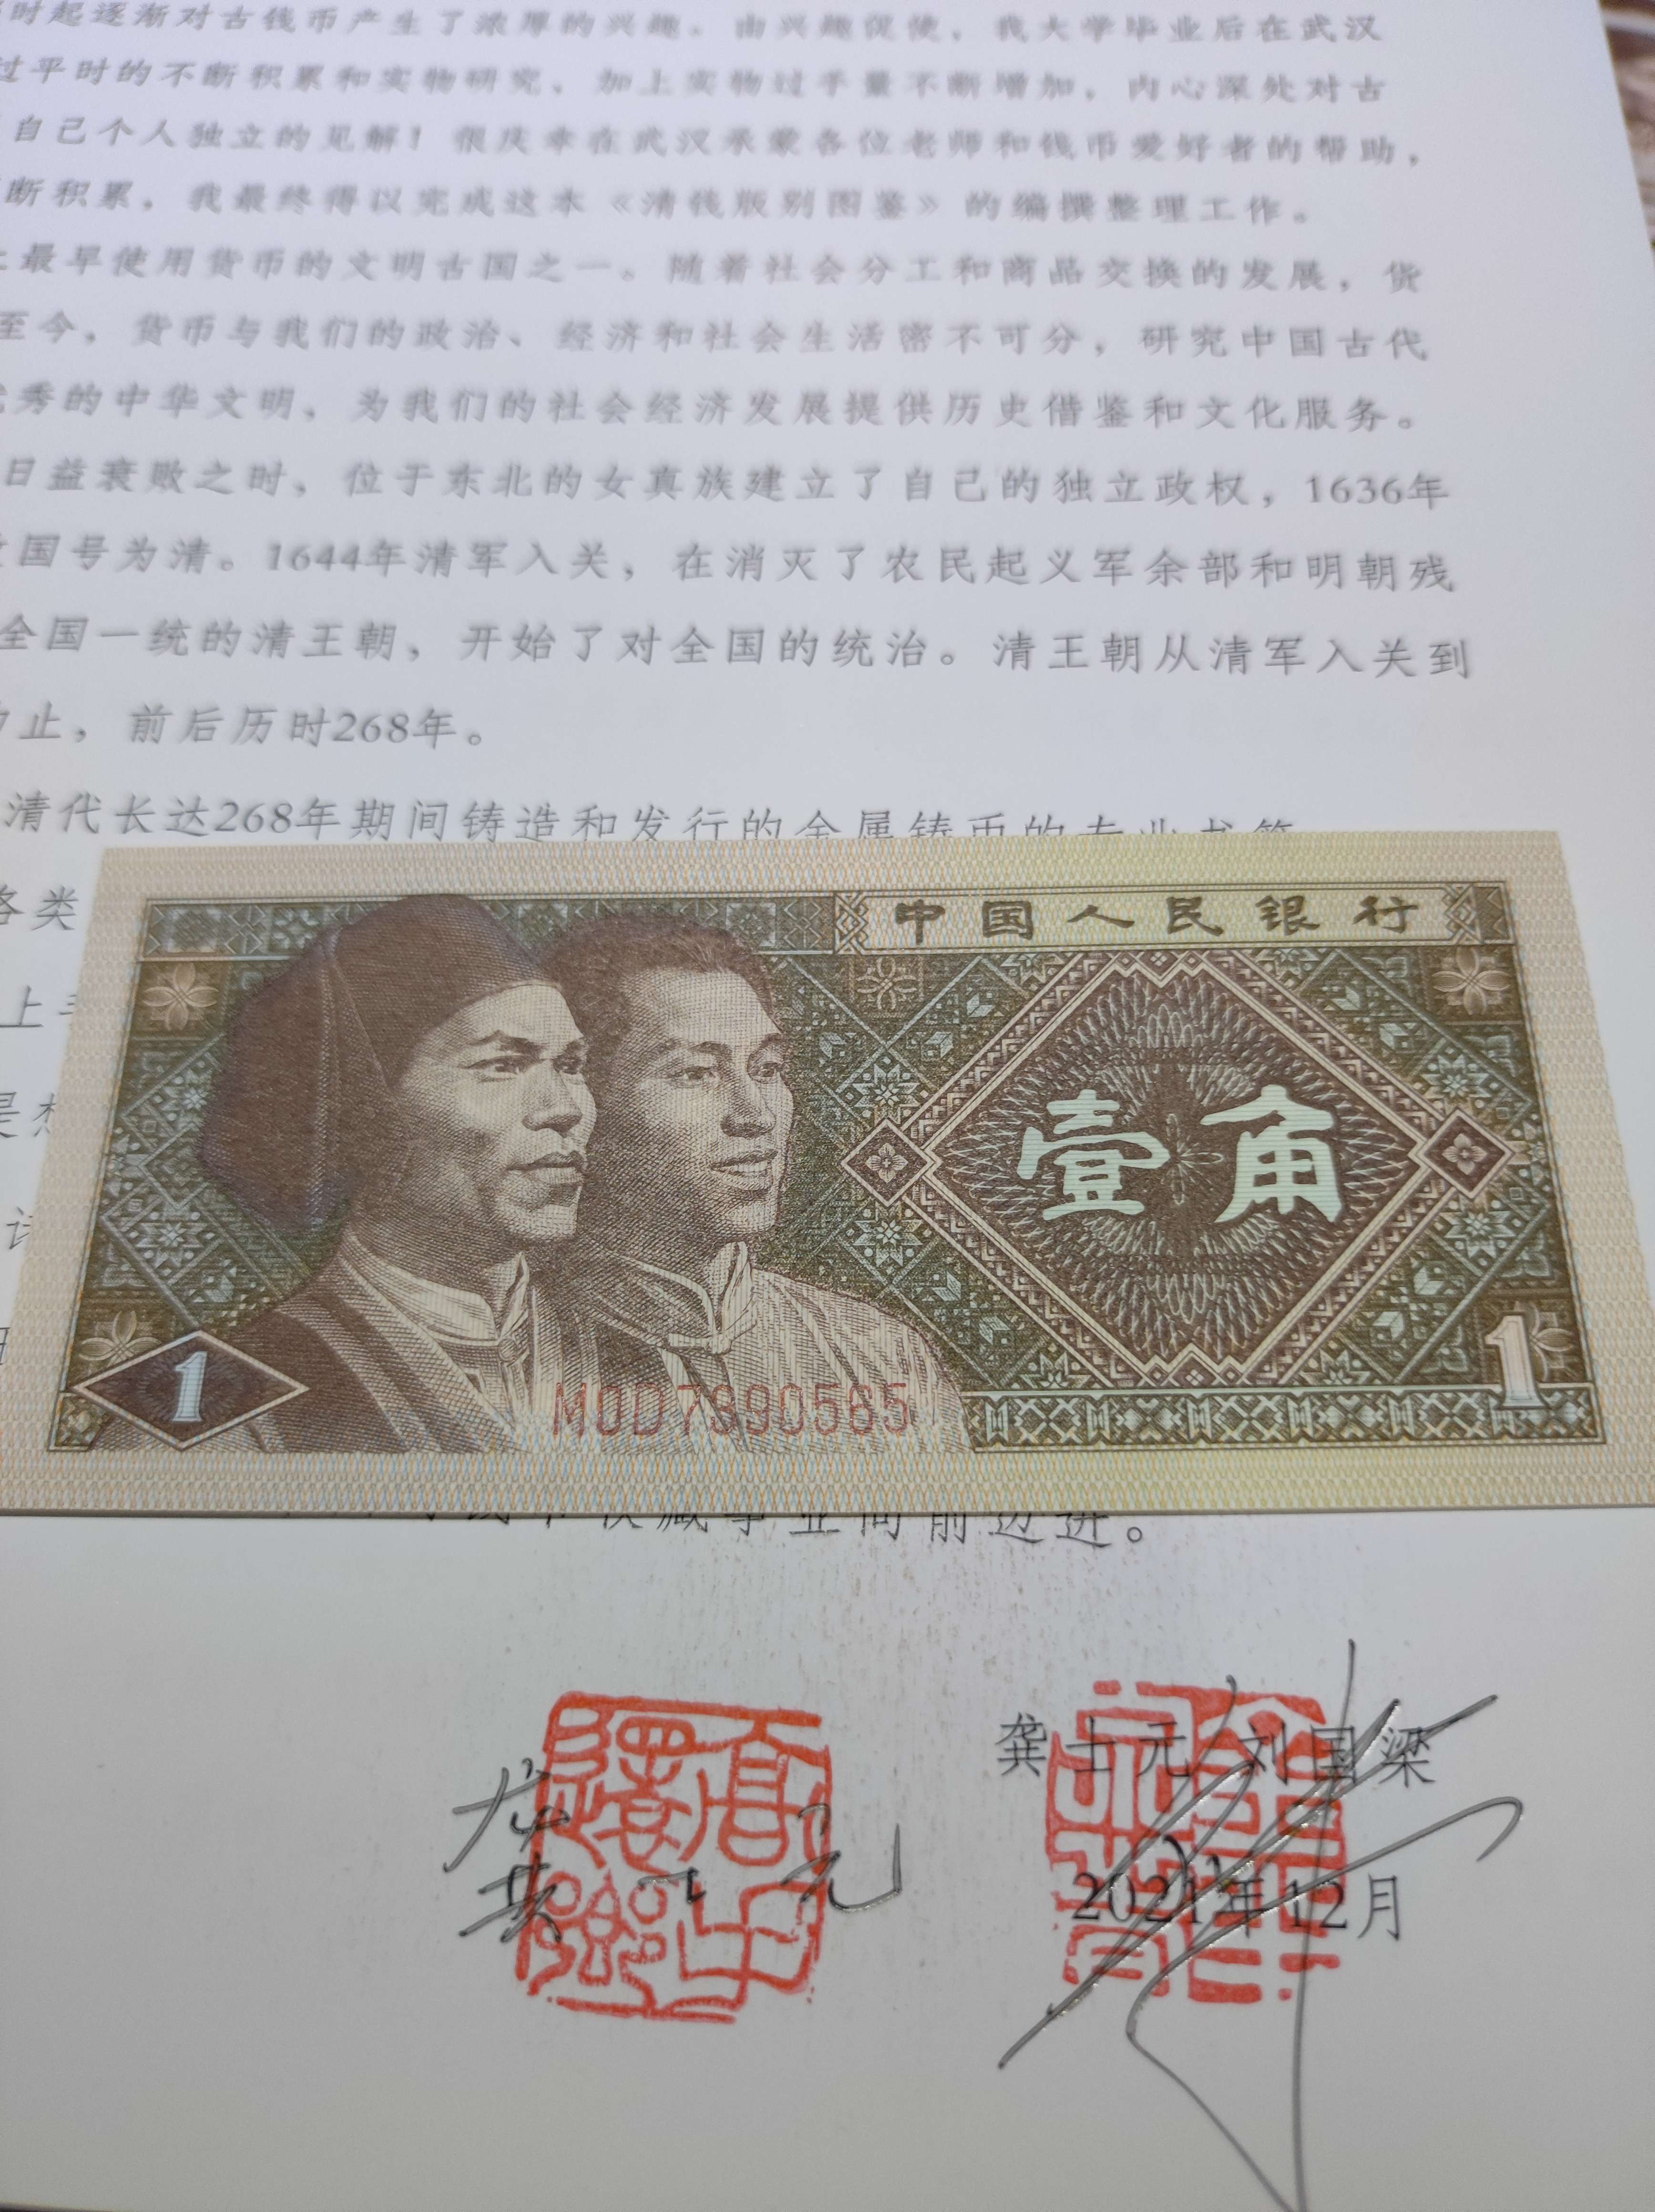 时起逐渐对古钱币产生了浓厚的兴趣。由兴趣促使，我大学毕业后在武汉
过平时的不断积累和实物研究，加上实物过手量不断增加，内心深处对古
自己个人独立的见解！很庆幸在武汉承蒙各位老师和钱币爱好者的帮助，
断积累，我最终得以完成这本《清钱版别图鉴》的编撰整理工作。
最早使用货币的文明古国之一。随着社会分工和商品交换的发展，货
至今，货币与我们的政治、经济和社会生活密不可分，研究中国古代
秀的中华文明，为我们的社会经济发展提供历史借鉴和文化服务。
日益衰败之时，位于东北的女真族建立了自己的独立政权，1636年
国号为清。1644年清军入关，在消灭了农民起义军余部和明朝残
全国一统的清王朝，开始了对全国的统治。清王朝从清军入关到
止，前后历时268年。
清代长达268年期间铸造和发行的金属铸币的专业书籍
各类
上
是
中国人民银行
壹角
1
1
M0D7890565
事业向前迈进。
龚士元 刘国梁
2021年12月
龚士元